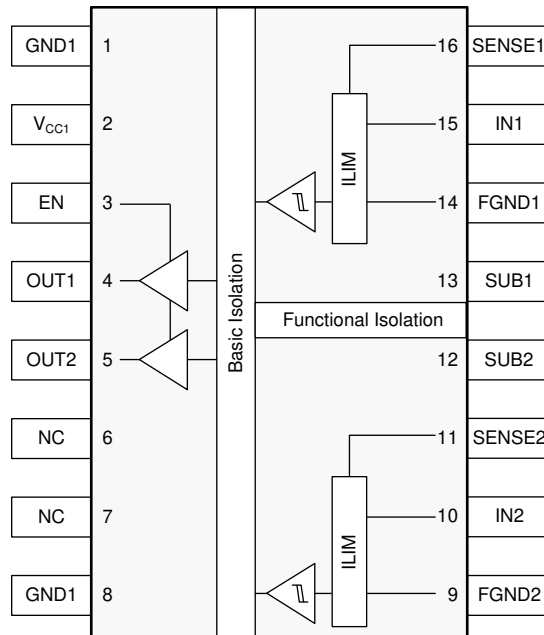 GND1 1
VCC1 2
EN 3
OUT1 4
OUT2 5
NC 6
NC 7
GND1 8
Basic Isolation
16 SENSE1
15 IN1
14 FGND1
ILIM
13 SUB1
Functional Isolation
12 SUB2
11 SENSE2
10 IN2
9 FGND2
ILIM